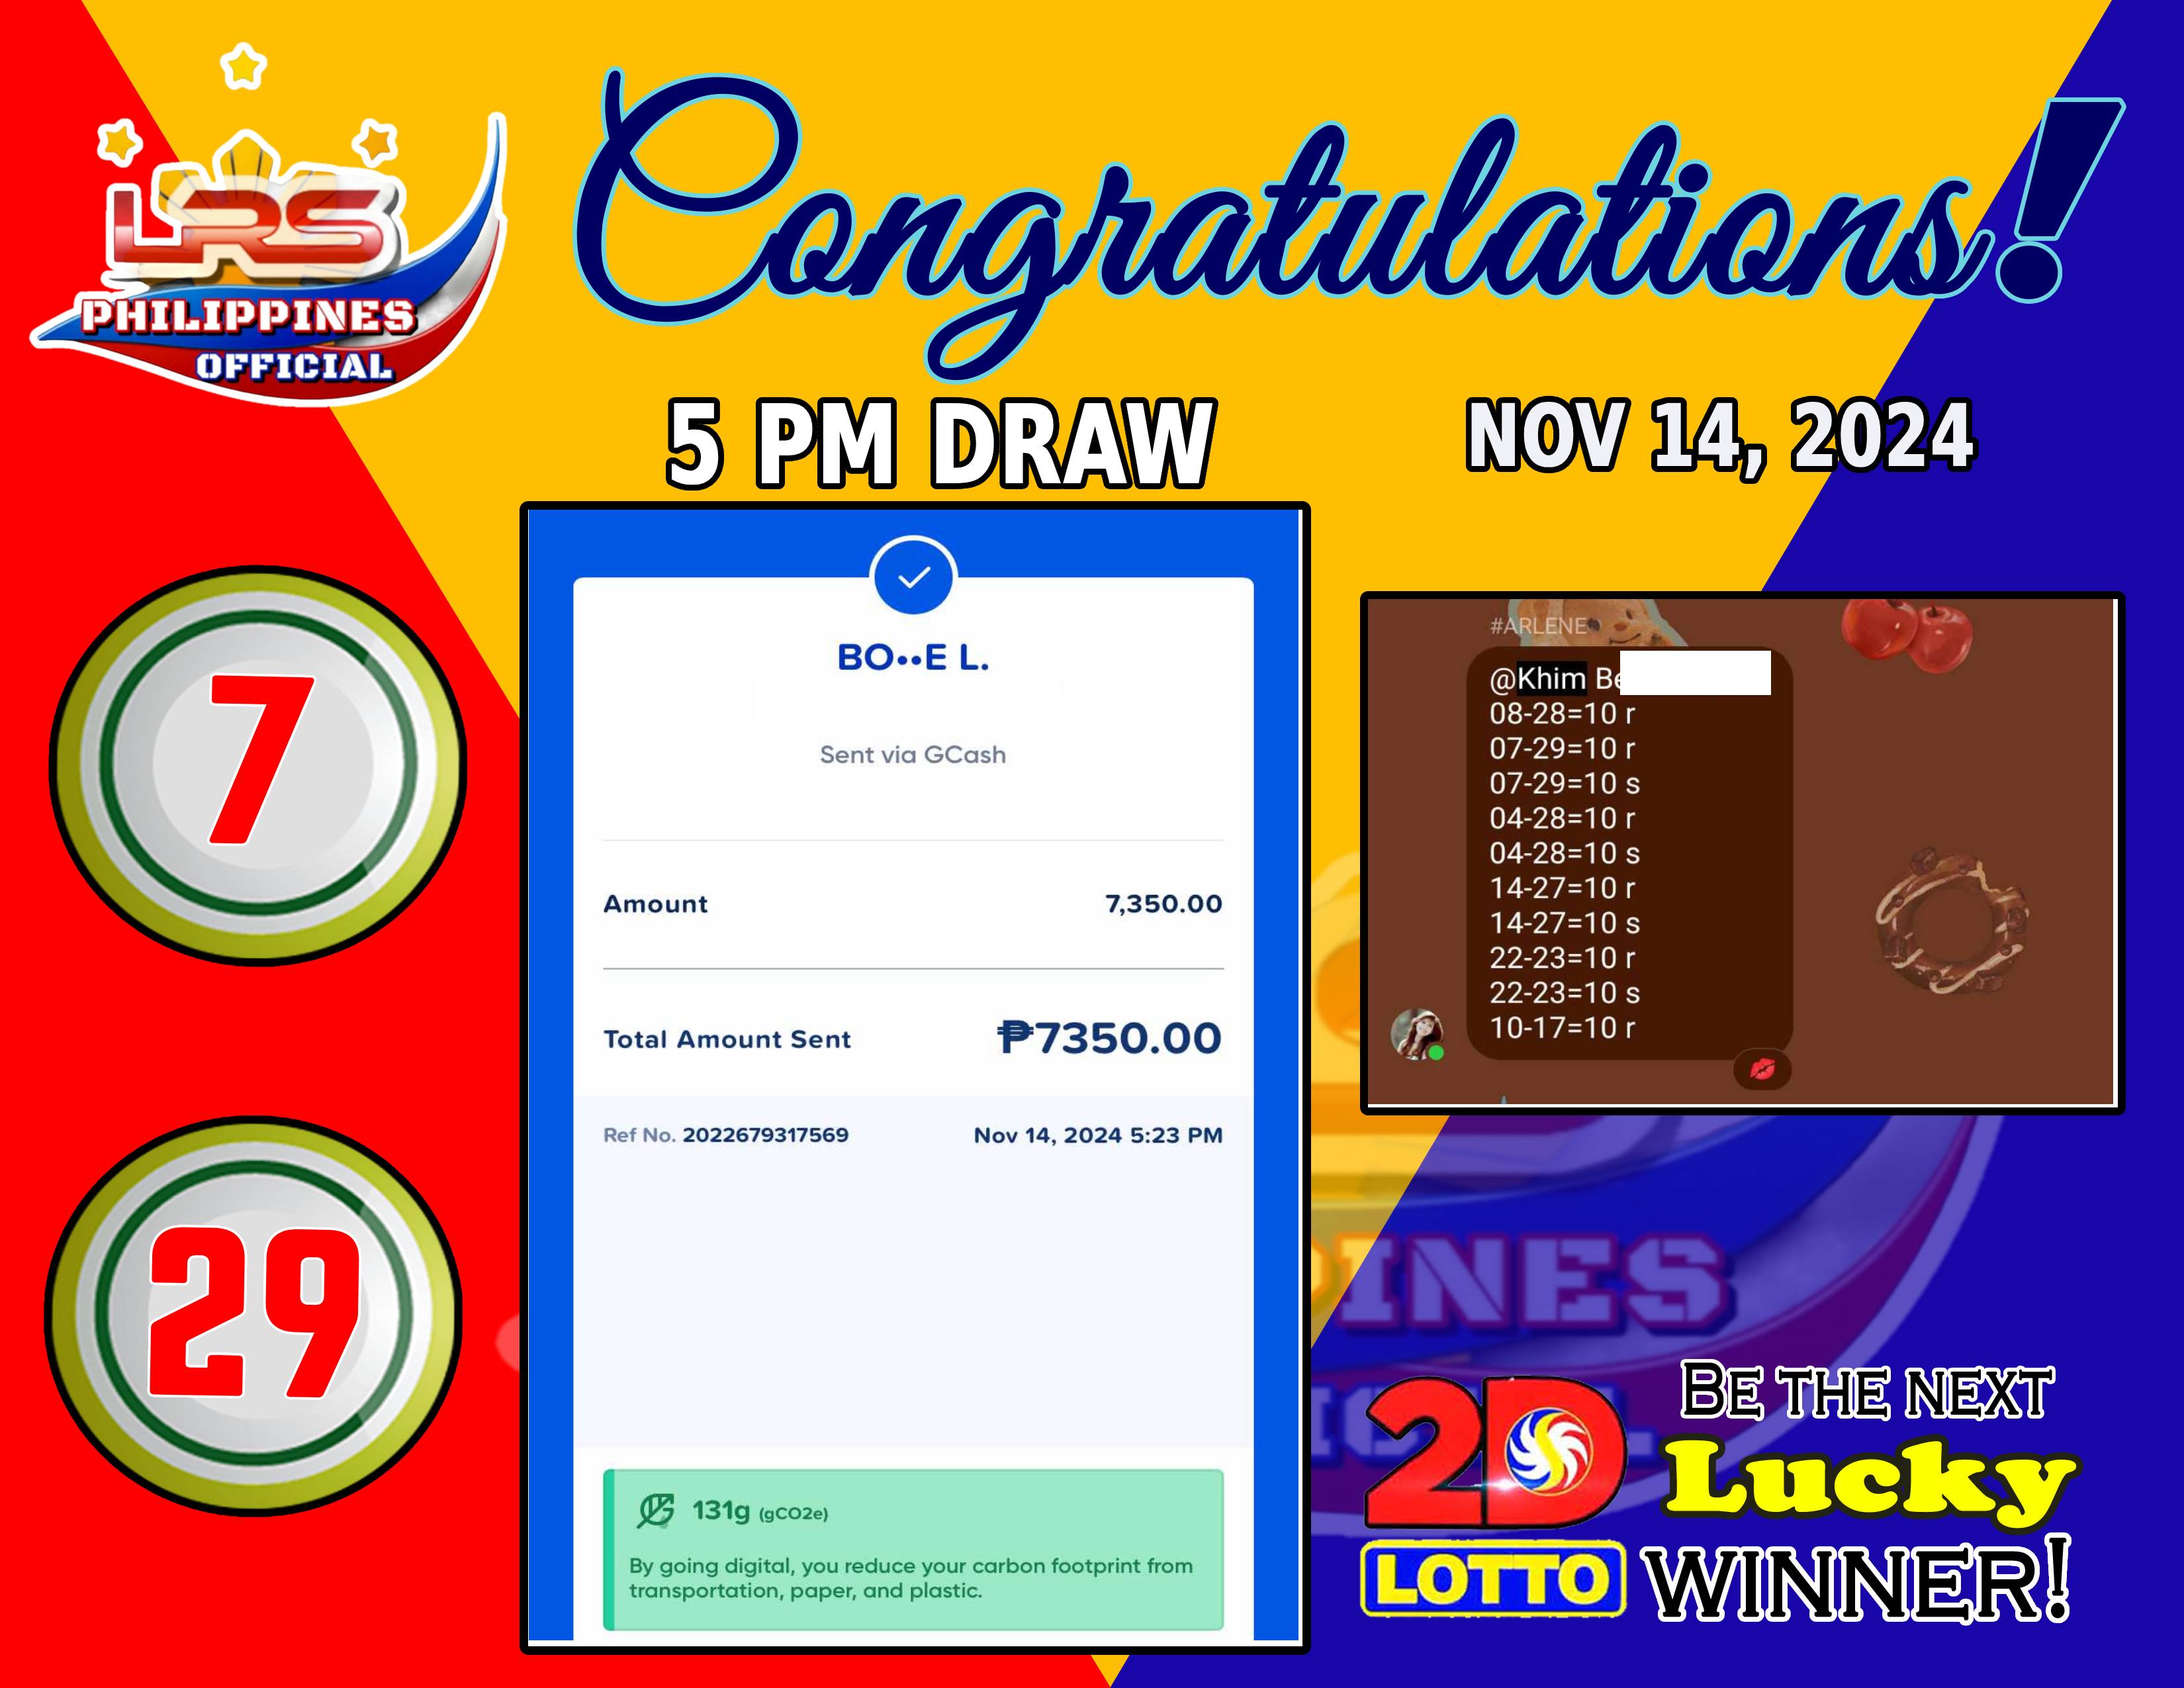 LRS
PHILIPPINES
OFFICIAL
Congratulations!
5 PM DRAW
NOV 14, 2024
7
29
BO••E L.
Sent via GCash
Amount 7,350.00
Total Amount Sent ₱7350.00
Ref No. 2022679317569 Nov 14, 2024 5:23 PM
131g (gCO2e)
By going digital, you reduce your carbon footprint from
transportation, paper, and plastic.
#ARLENE
@Khim Be
08-28=10 r
07-29=10 r
07-29=10 s
04-28=10 r
04-28=10 s
14-27=10 r
14-27=10 s
22-23=10 r
22-23=10 s
10-17=10 r
PINES
2D
LOTTO
BE THE NEXT
Lucky
WINNER!